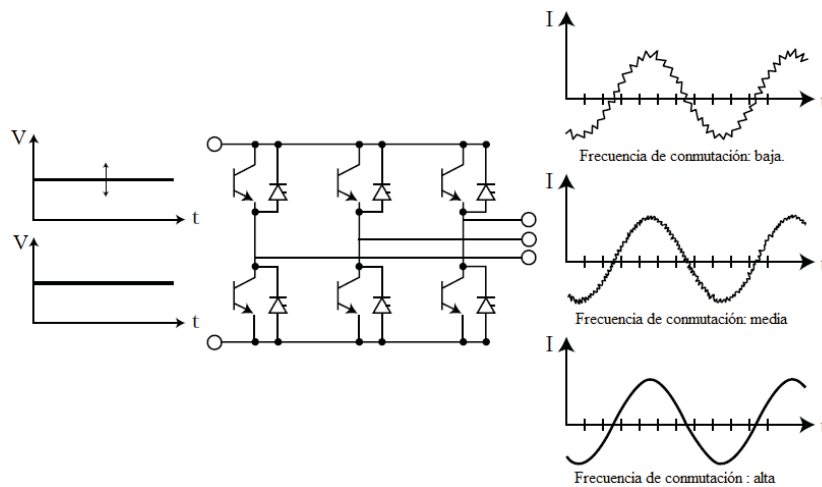 V
t
V
t
I
t
Frecuencia de conmutación: baja.
I
t
Frecuencia de conmutación: media
I
t
Frecuencia de conmutación : alta